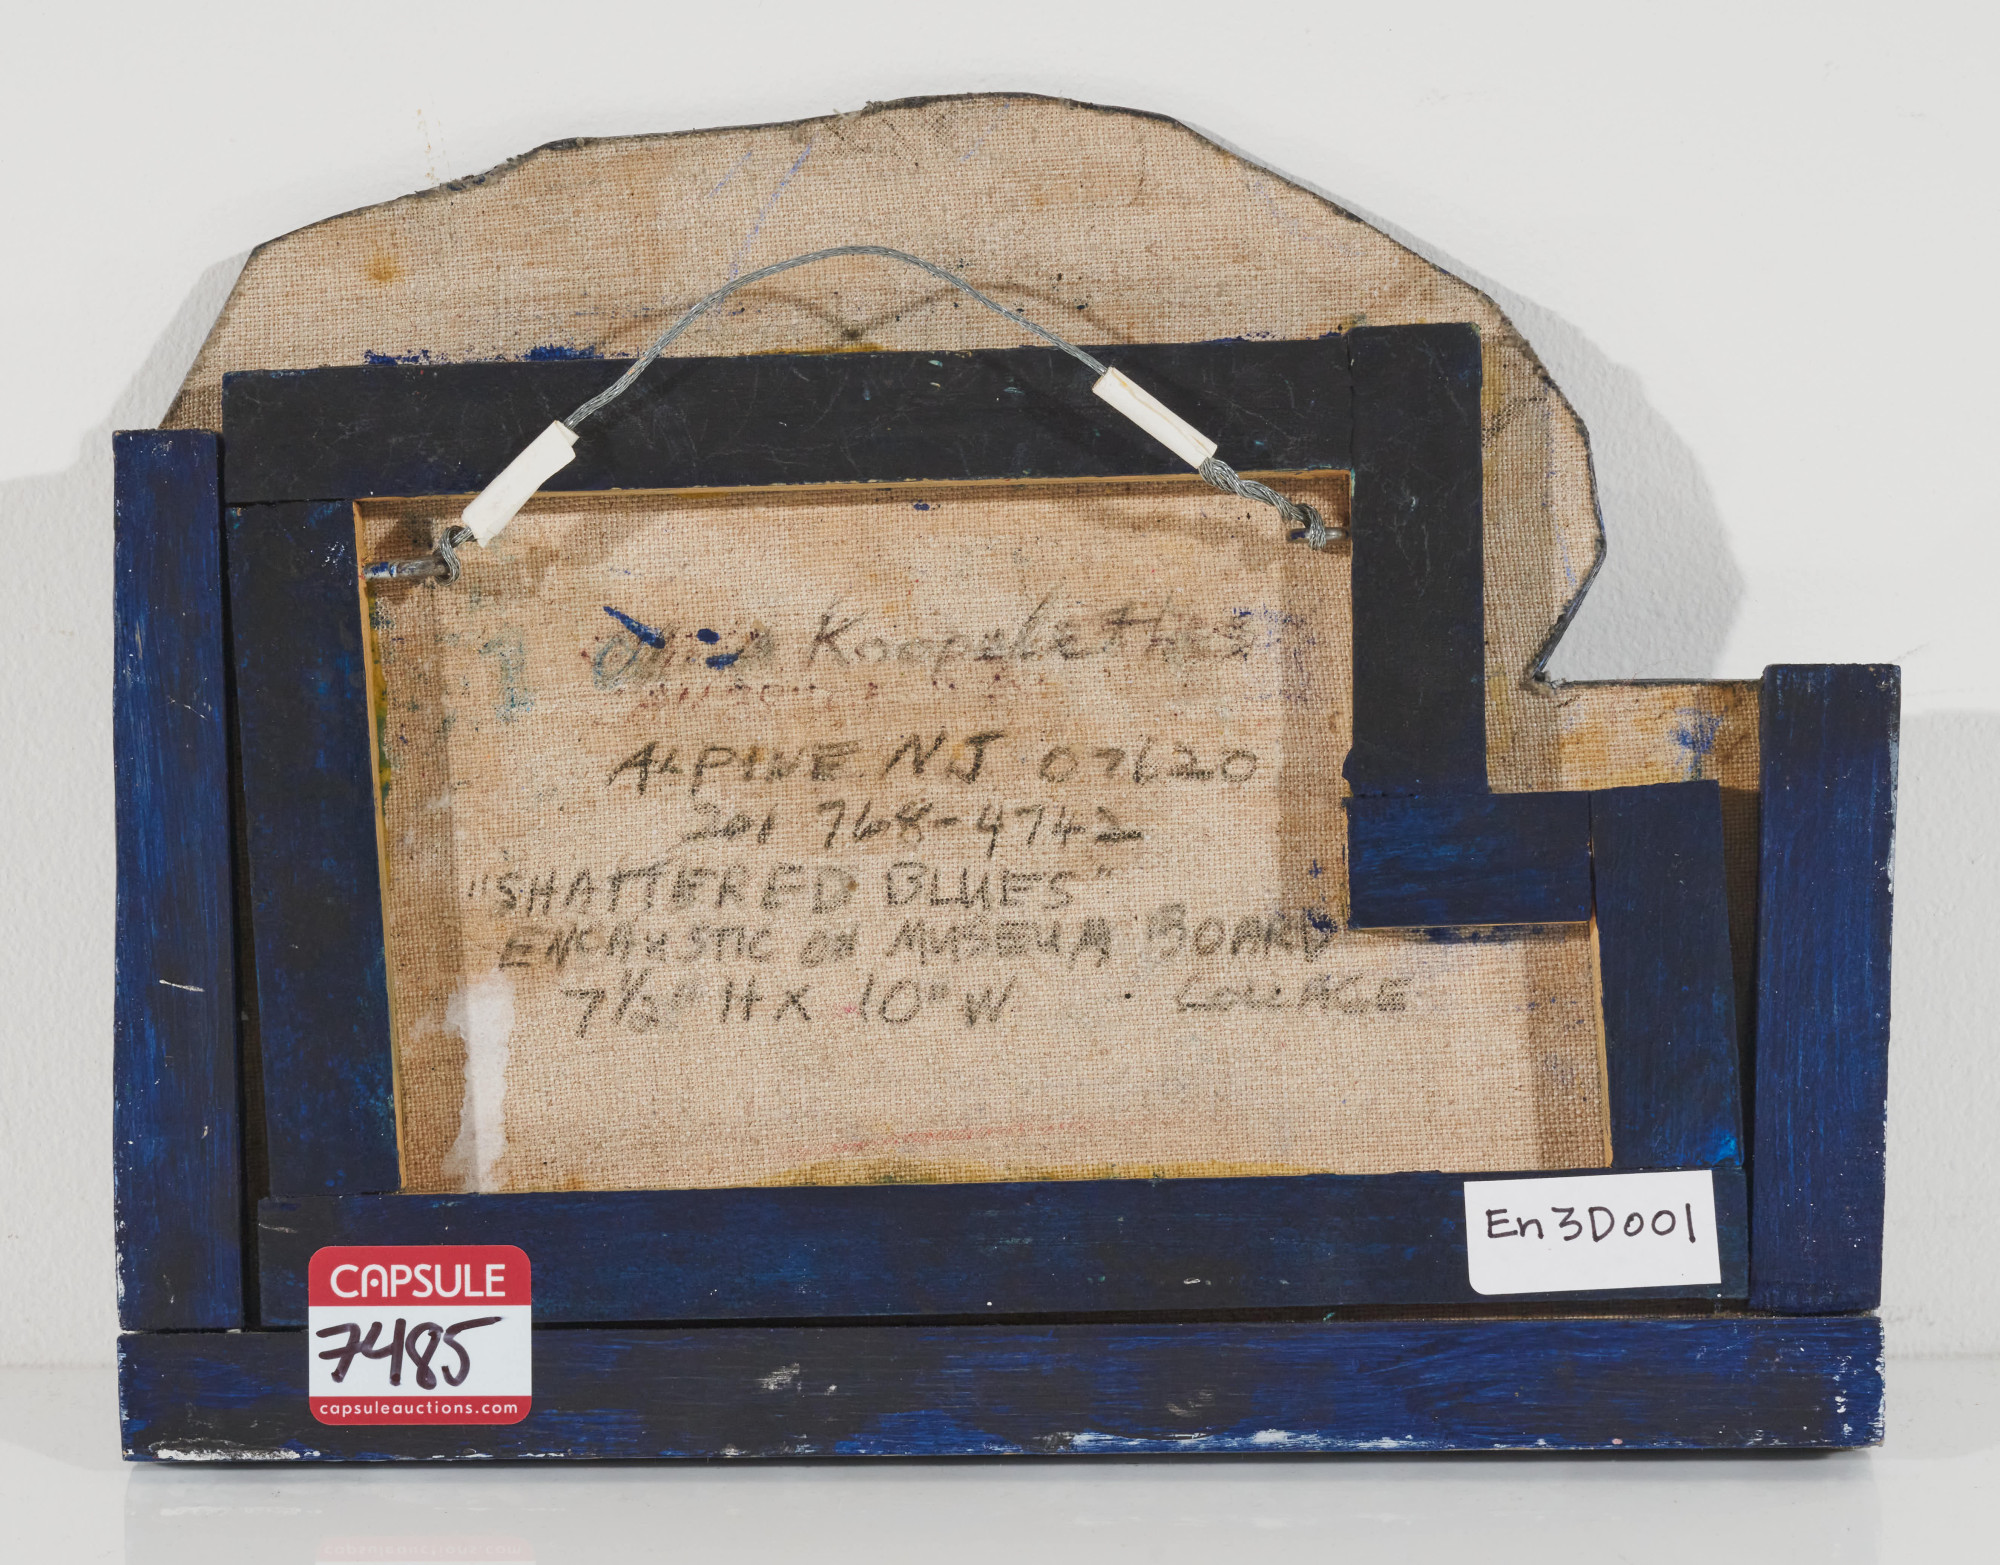 Koopalethes
ALPINE NJ 07620
201 768-4742
"SHATTERED BLUES"
ENCAUSTIC ON MUSEUM BOARD
7½" H X 10" W . COLLAGE
En3D001
CAPSULE
7485
capsuleauctions.com